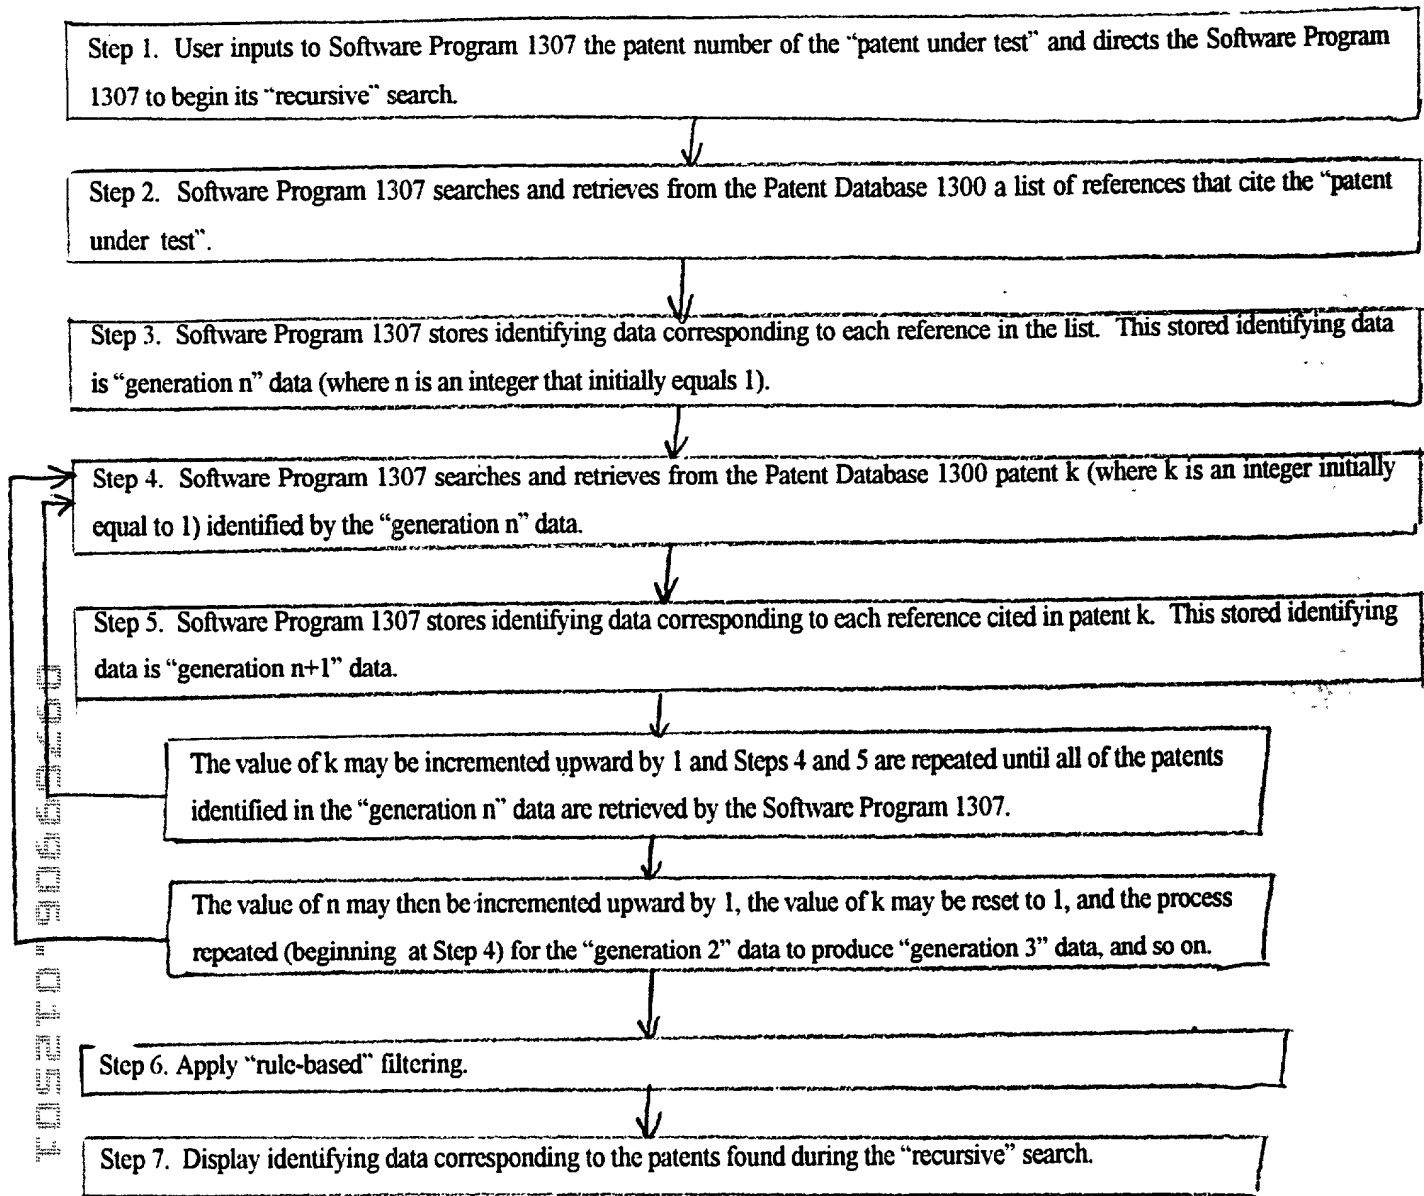 Step 1. User inputs to Software Program 1307 the patent number of the “patent under test” and directs the Software Program
1307 to begin its “recursive” search.
Step 2. Software Program 1307 searches and retrieves from the Patent Database 1300 a list of references that cite the “patent
under test”.
Step 3. Software Program 1307 stores identifying data corresponding to each reference in the list. This stored identifying data
is “generation n” data (where n is an integer that initially equals 1).
Step 4. Software Program 1307 searches and retrieves from the Patent Database 1300 patent k (where k is an integer initially
equal to 1) identified by the “generation n” data.
Step 5. Software Program 1307 stores identifying data corresponding to each reference cited in patent k. This stored identifying
data is “generation n+1” data.
The value of k may be incremented upward by 1 and Steps 4 and 5 are repeated until all of the patents
identified in the “generation n” data are retrieved by the Software Program 1307.
The value of n may then be incremented upward by 1, the value of k may be reset to 1, and the process
repeated (beginning at Step 4) for the “generation 2” data to produce “generation 3” data, and so on.
Step 6. Apply “rule-based” filtering.
Step 7. Display identifying data corresponding to the patents found during the “recursive” search.